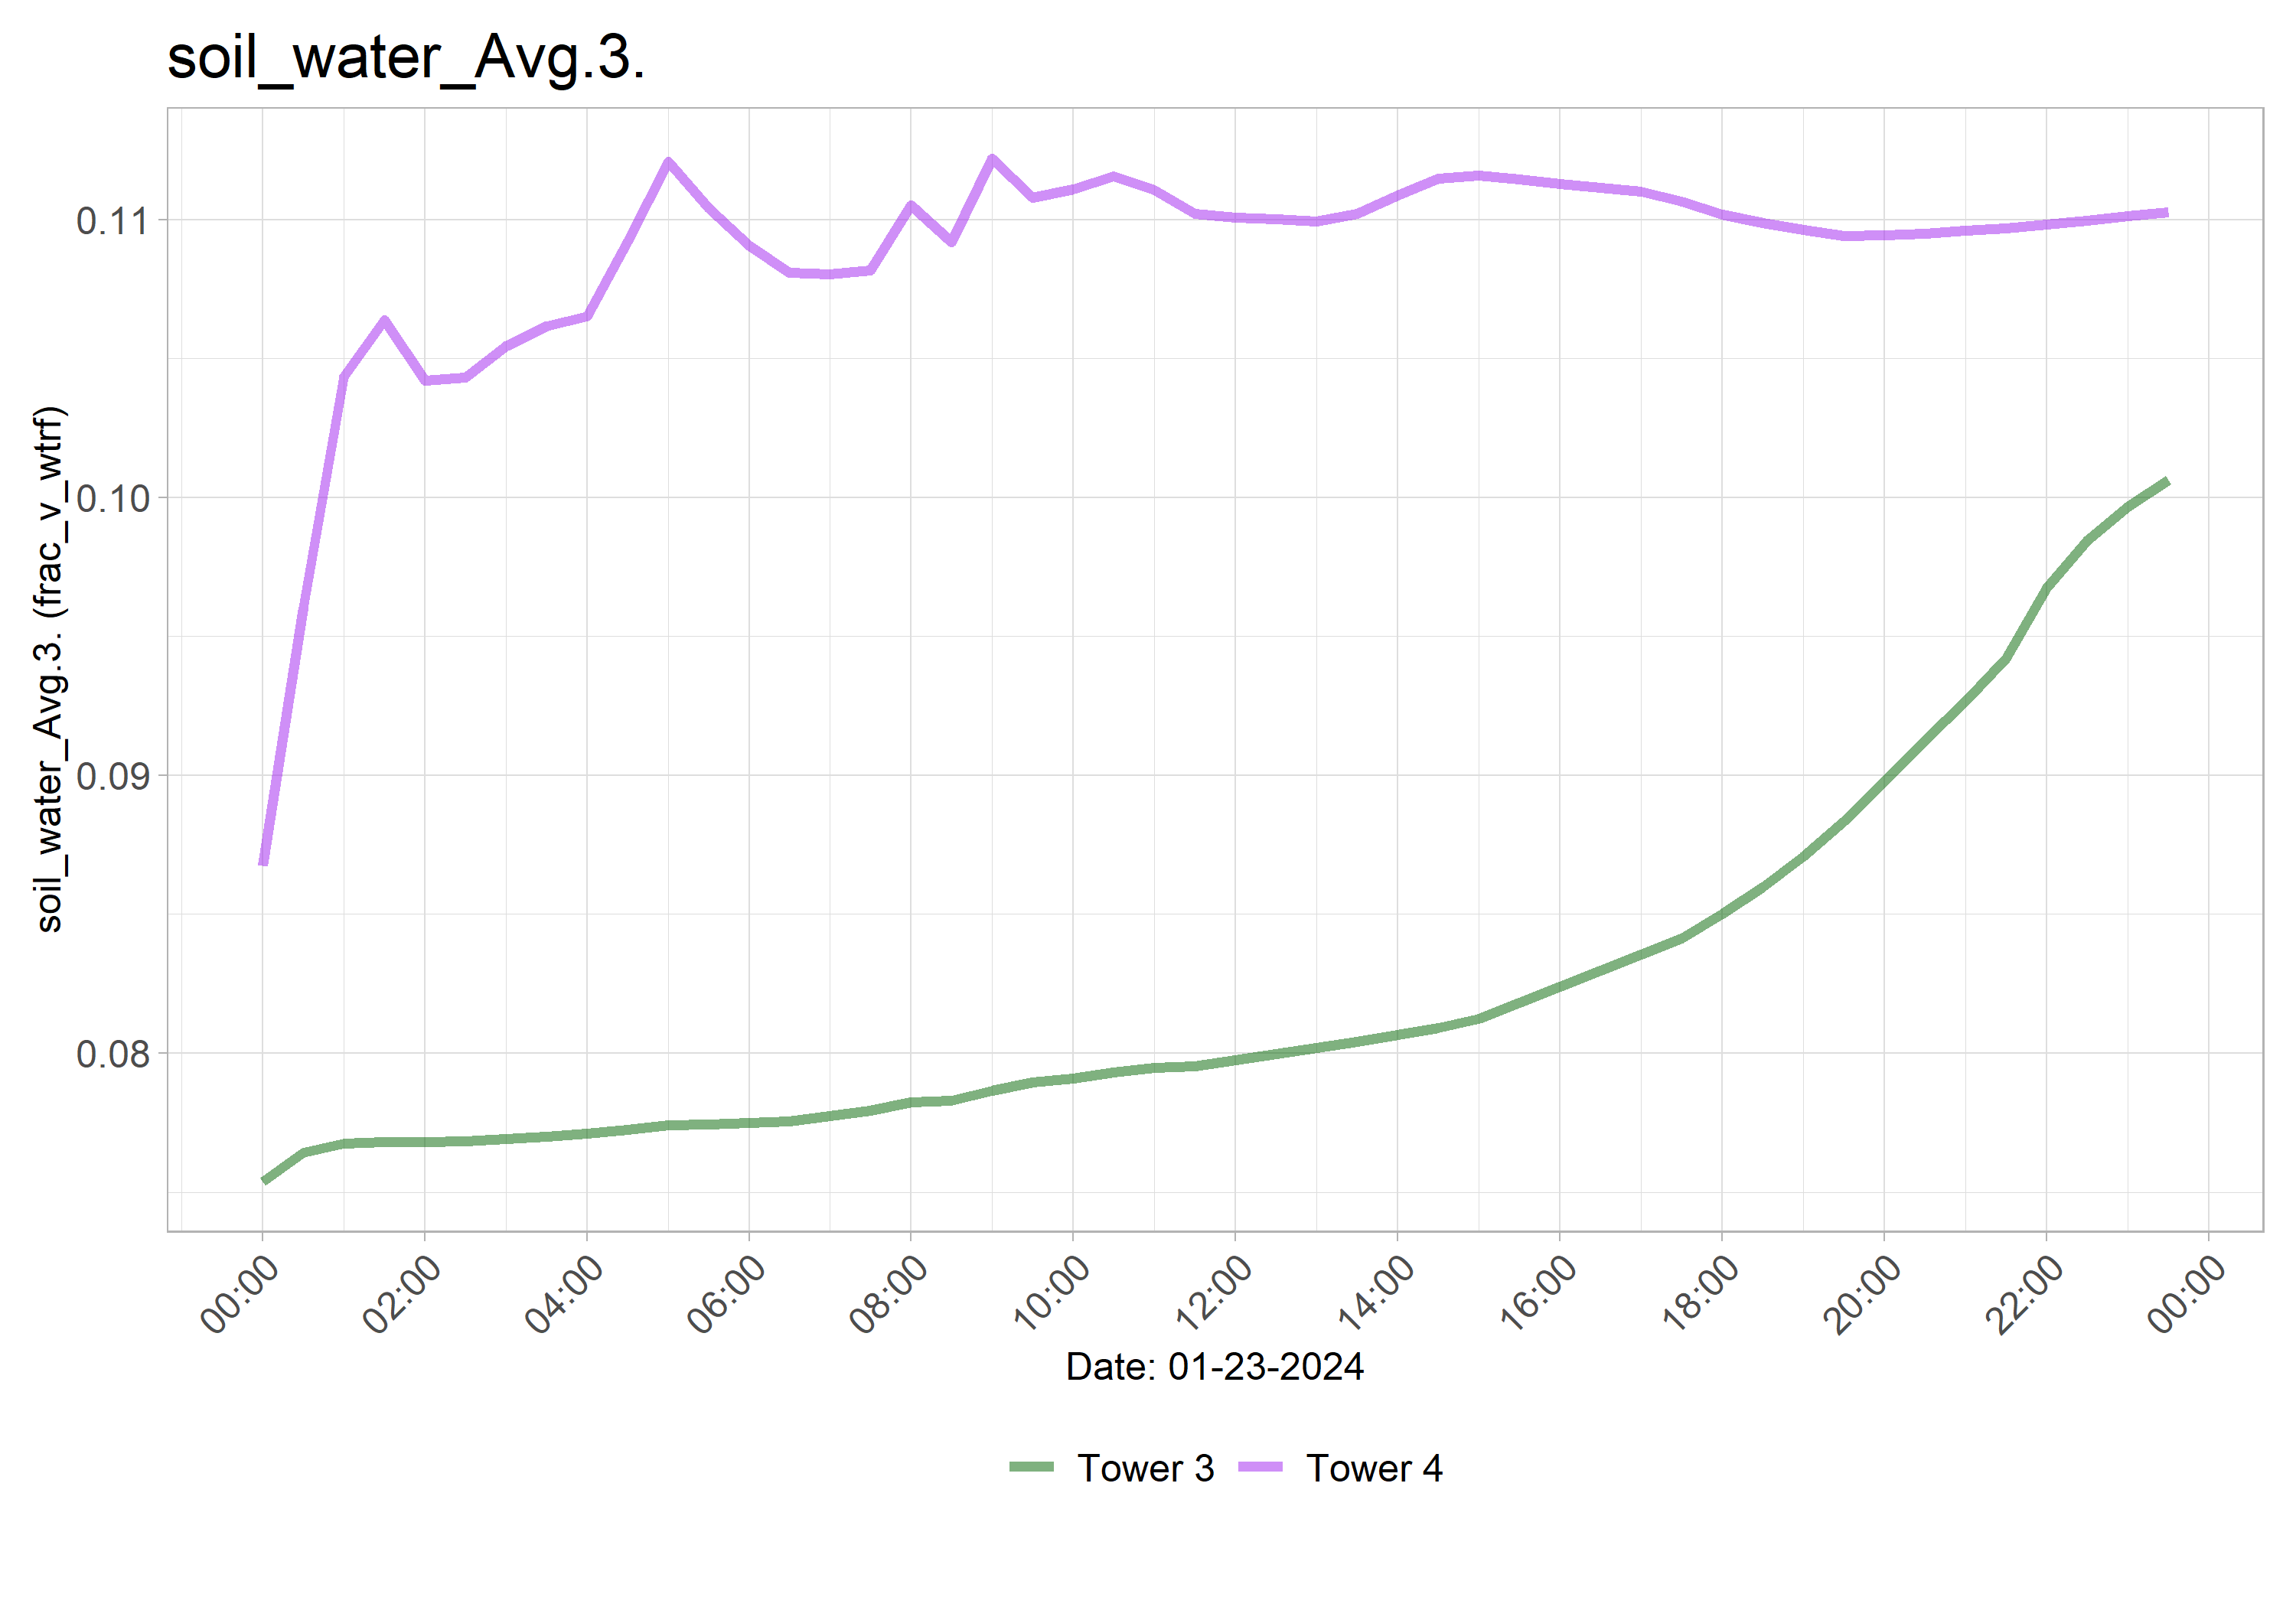 soil_water_Avg.3.
soil_water_Avg.3. (frac_v_wtrf)
0.11
0.10
0.09
0.08
00:00 02:00 04:00 06:00 08:00 10:00 12:00 14:00 16:00 18:00 20:00 22:00 00:00
Date: 01-23-2024
Tower 3 Tower 4